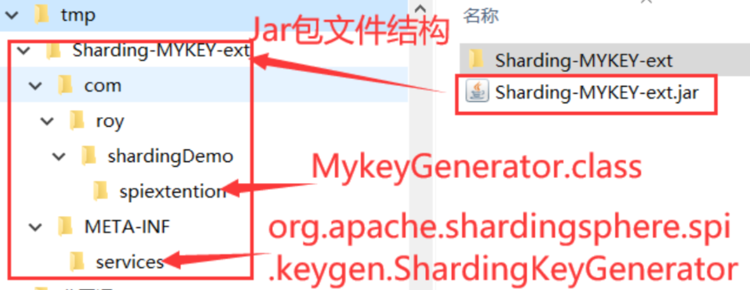 tmp
Jar包文件结构
名称
Sharding-MYKEY-ext
Sharding-MYKEY-ext
com
Sharding-MYKEY-ext.jar
roy
shardingDemo
spiextention
MykeyGenerator.class
META-INF
org.apache.shardingsphere.spi
services
.keygen.ShardingKeyGenerator